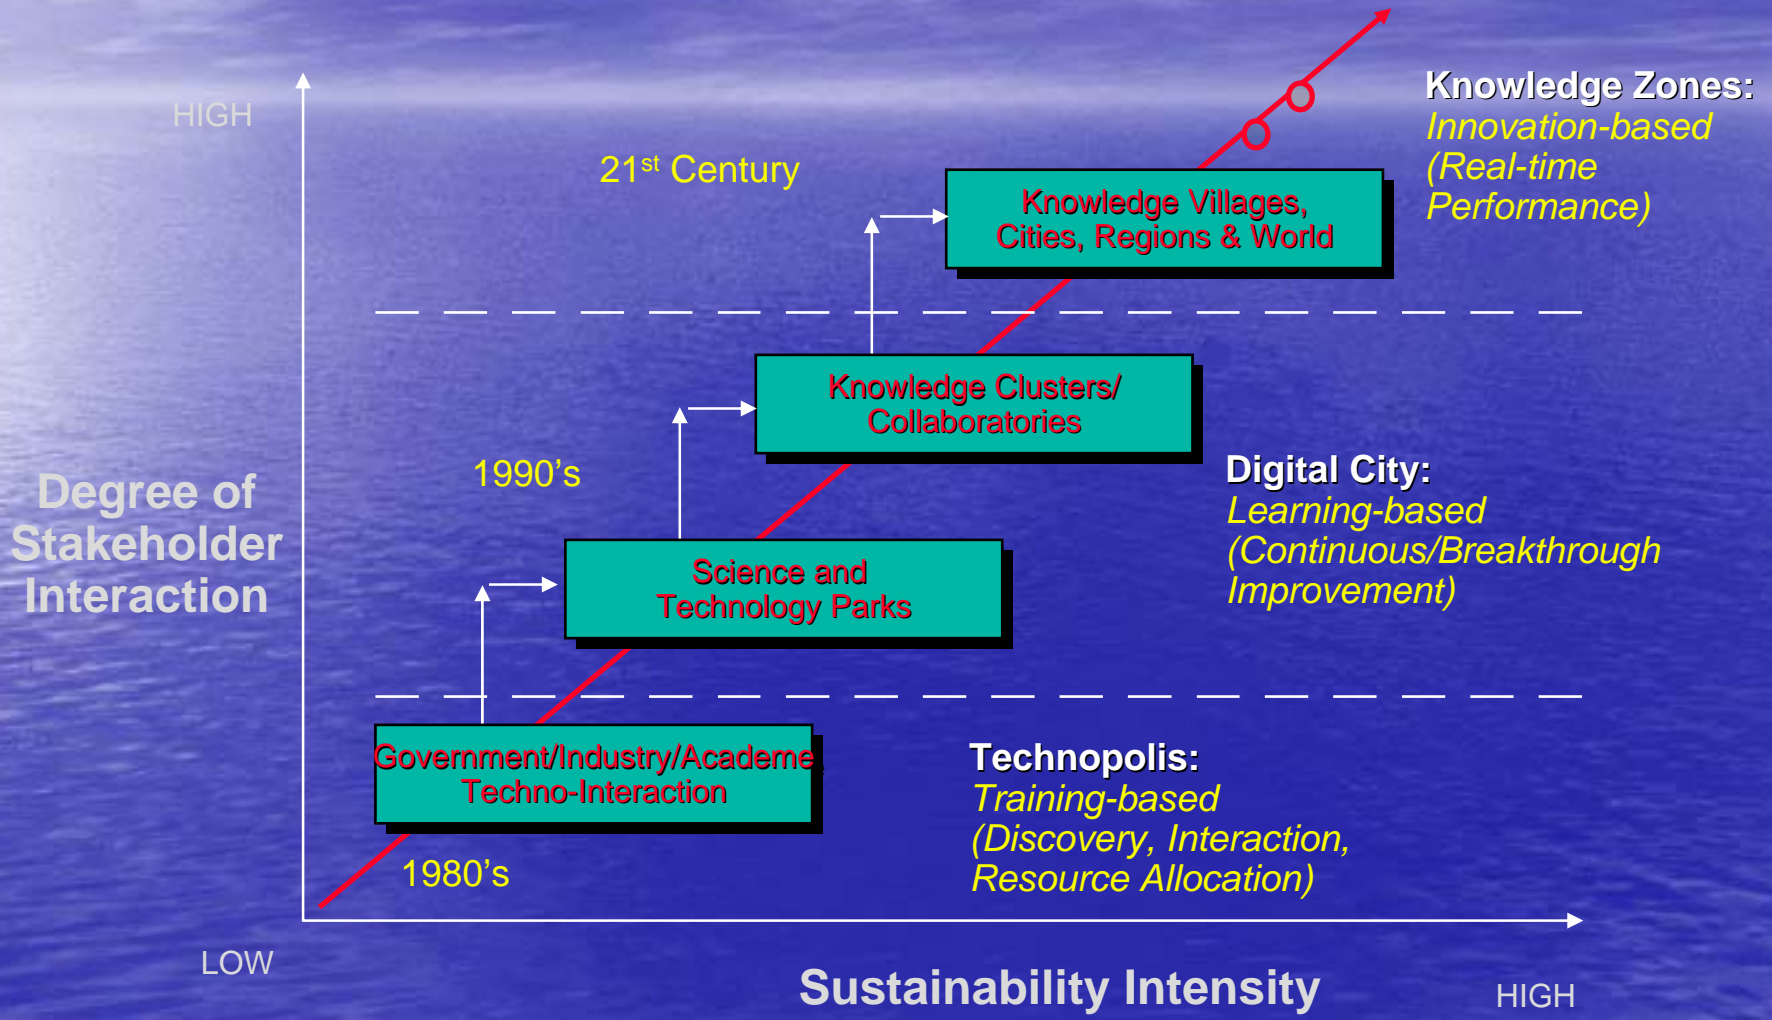 HIGH
21st Century
Knowledge Zones:
Innovation-based
(Real-time
Performance)
Knowledge Villages,
Cities, Regions & World
Knowledge Clusters/
Collaboratories
1990’s
Degree of
Stakeholder
Interaction
Digital City:
Learning-based
(Continuous/Breakthrough
Improvement)
Science and
Technology Parks
Government/Industry/Academe
Techno-Interaction
Technopolis:
Training-based
(Discovery, Interaction,
Resource Allocation)
1980’s
LOW
Sustainability Intensity
HIGH